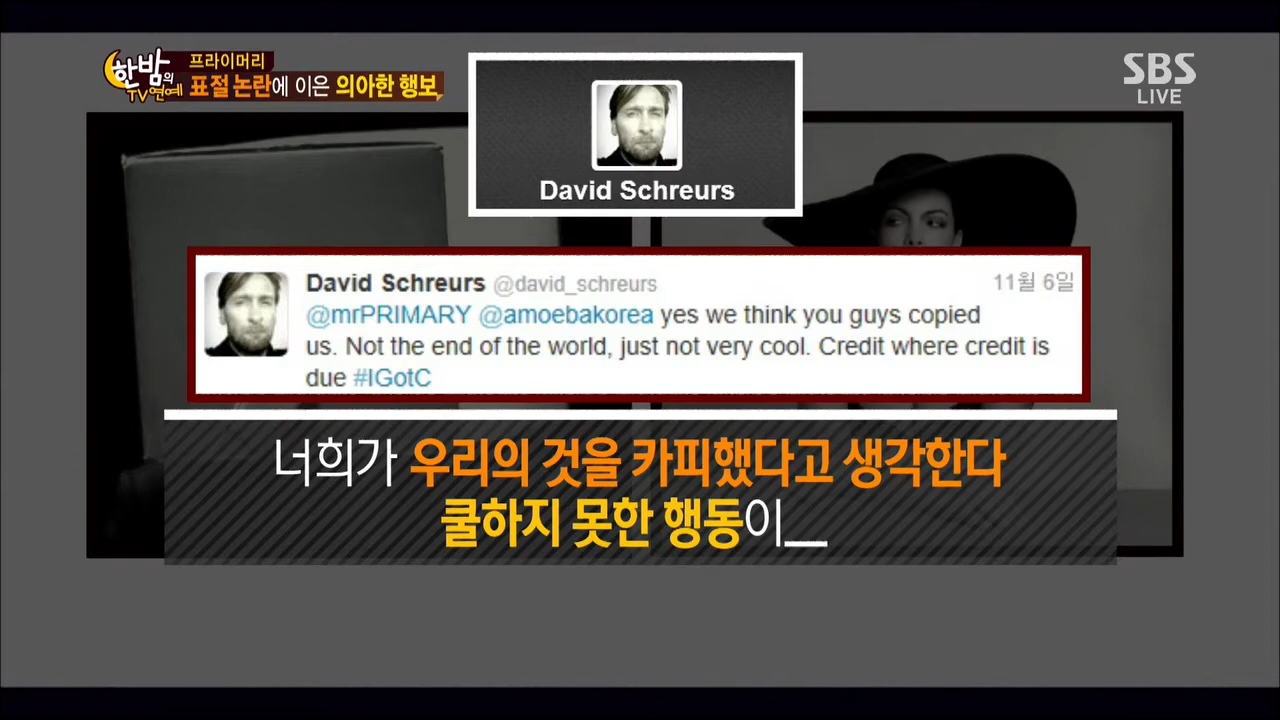 한밤의
TV연예
프라이머리
표절 논란에 이은 의아한 행보
SBS
LIVE
David Schreurs
David Schreurs @david_schreurs 11월 6일
@mrPRIMARY @amoebakorea yes we think you guys copied
us. Not the end of the world, just not very cool. Credit where credit is
due #IGotC
너희가 우리의 것을 카피했다고 생각한다
쿨하지 못한 행동이__